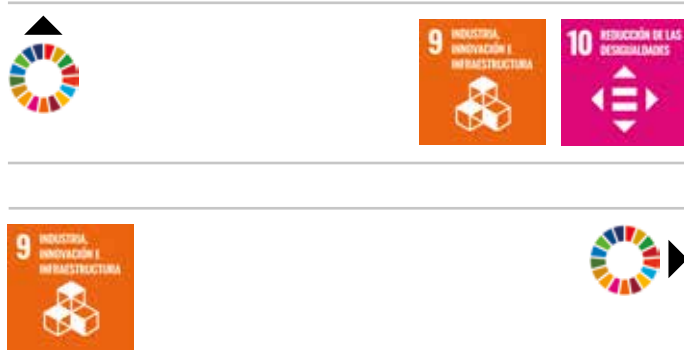 9 INDUSTRIA,
INNOVACIÓN E
INFRAESTRUCTURA
10 REDUCCIÓN DE LAS
DESIGUALDADES
9 INDUSTRIA,
INNOVACIÓN E
INFRAESTRUCTURA